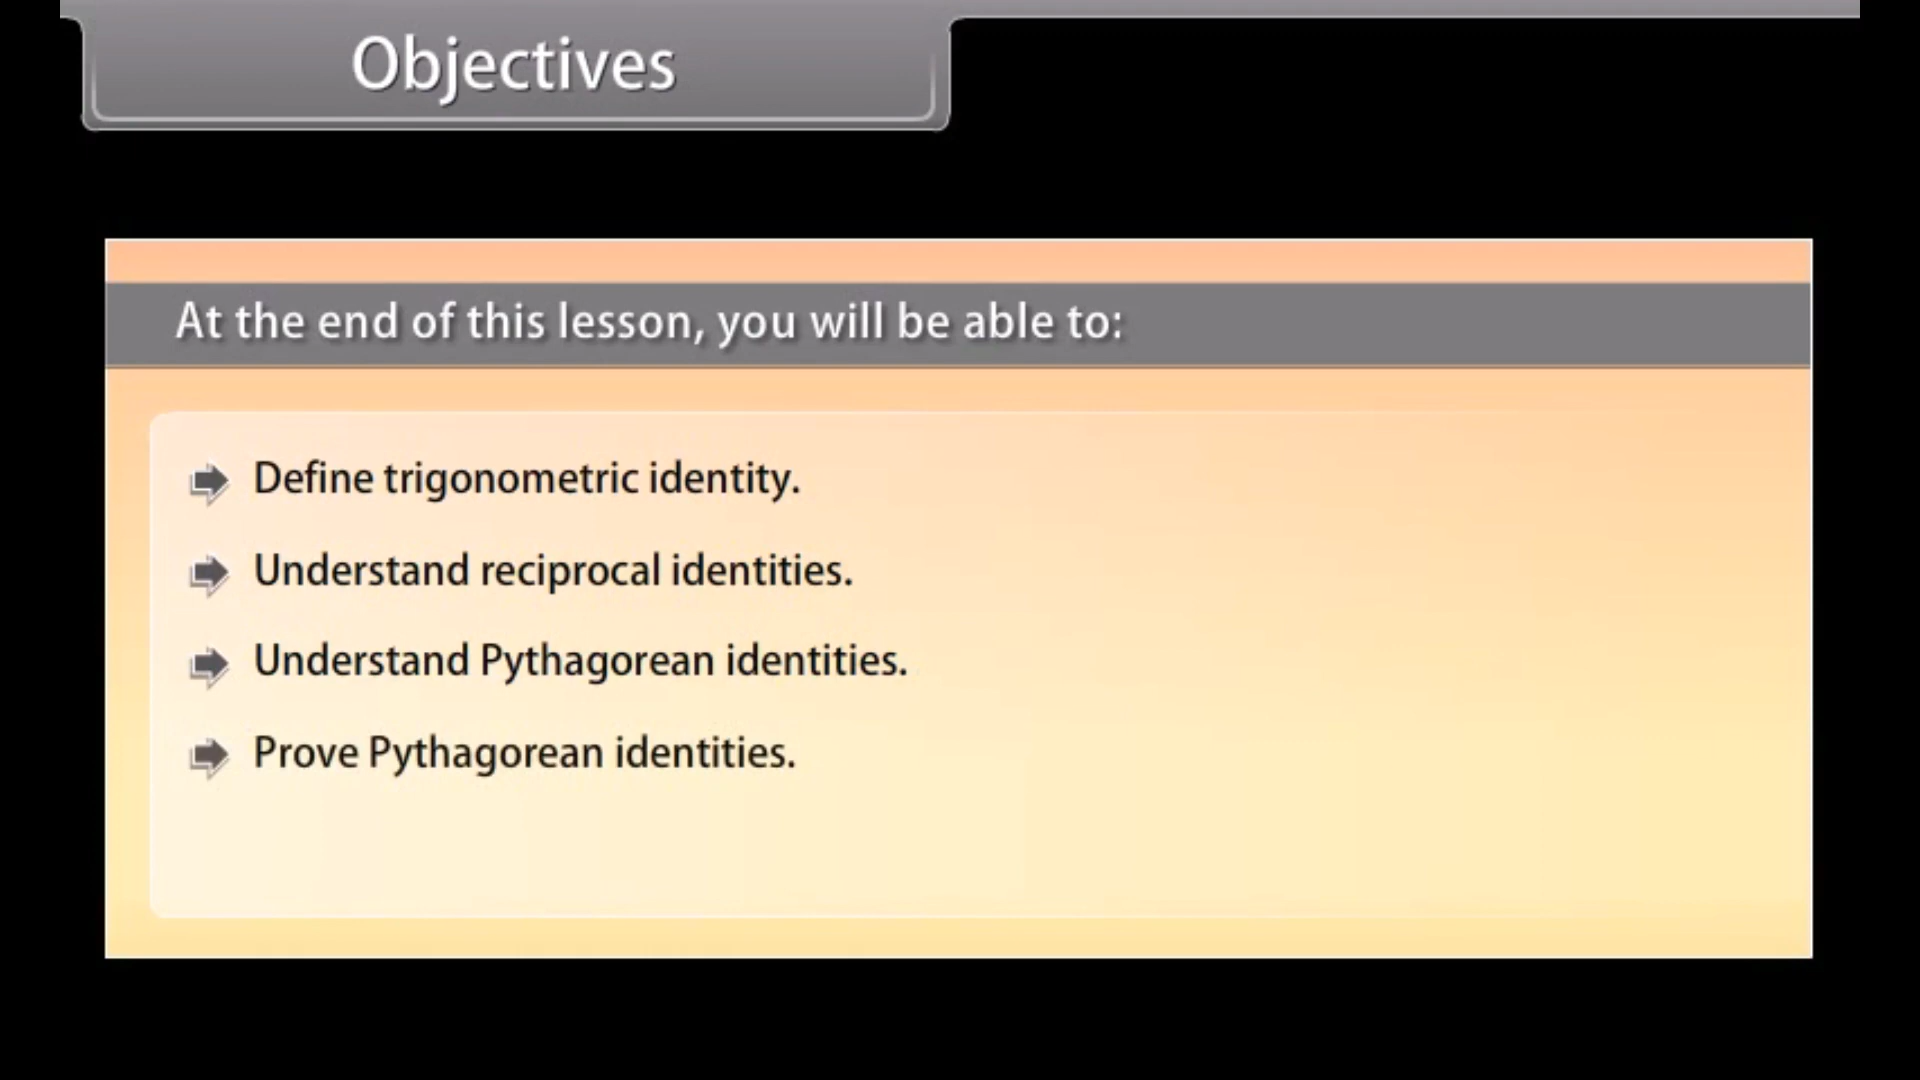 Objectives
At the end of this lesson, you will be able to:
Define trigonometric identity.
Understand reciprocal identities.
Understand Pythagorean identities.
Prove Pythagorean identities.